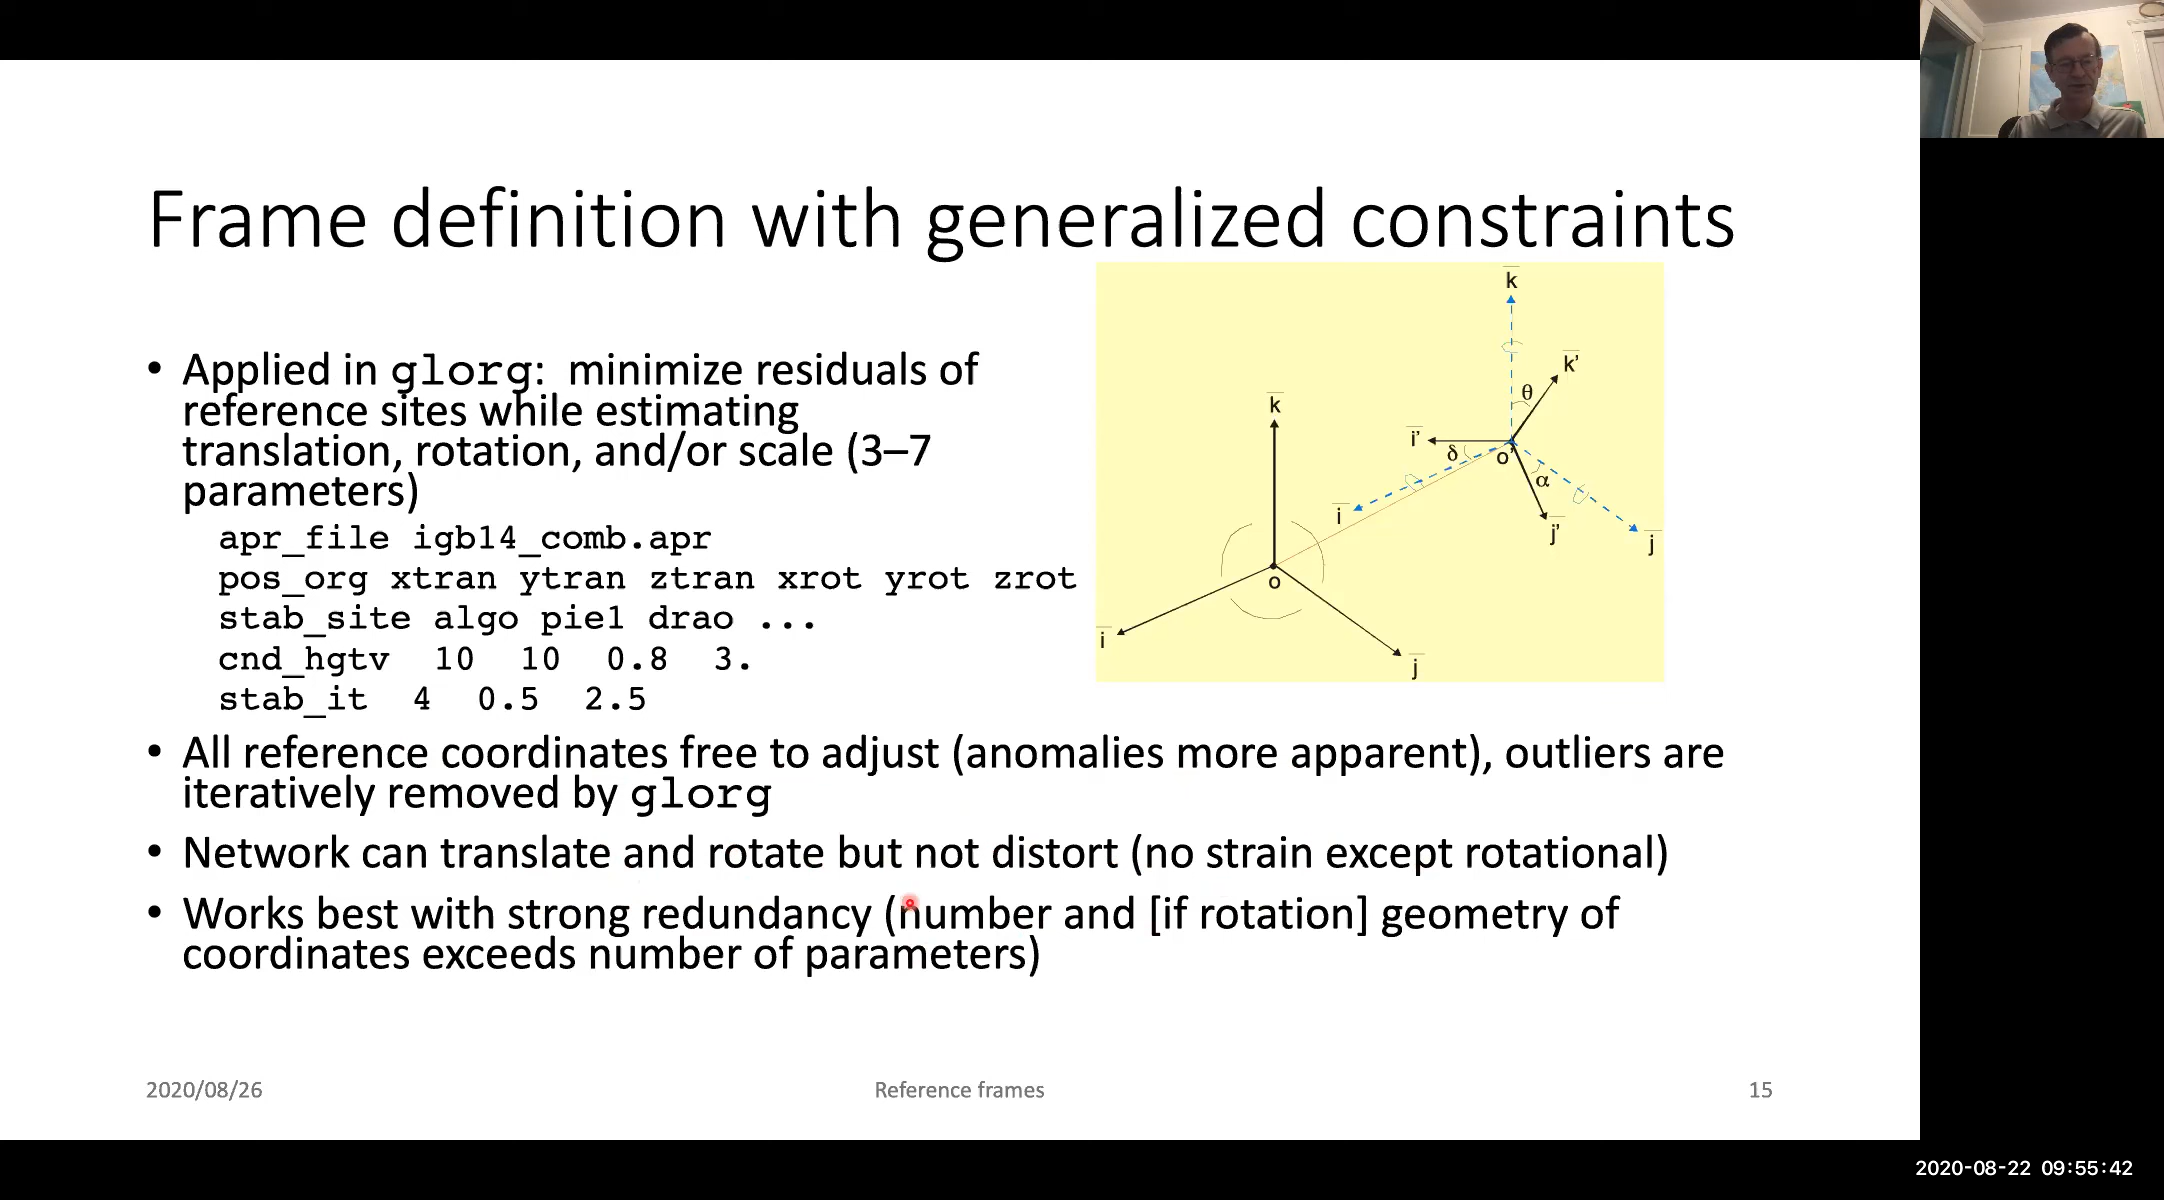 Frame definition with generalized constraints
• Applied in glorg: minimize residuals of
reference sites while estimating
translation, rotation, and/or scale (3–7
parameters)
apr_file igb14_comb.apr
pos_org xtran ytran ztran xrot yrot zrot
stab_site algo pie1 drao ...
cnd_hgtv 10 10 0.8 3.
stab_it 4 0.5 2.5
k
k'
θ
k
i'
δ
o'
α
i
j'
j
o
i
j
• All reference coordinates free to adjust (anomalies more apparent), outliers are
iteratively removed by glorg
• Network can translate and rotate but not distort (no strain except rotational)
• Works best with strong redundancy (number and [if rotation] geometry of
coordinates exceeds number of parameters)
2020/08/26
Reference frames
15
2020-08-22 09:55:42